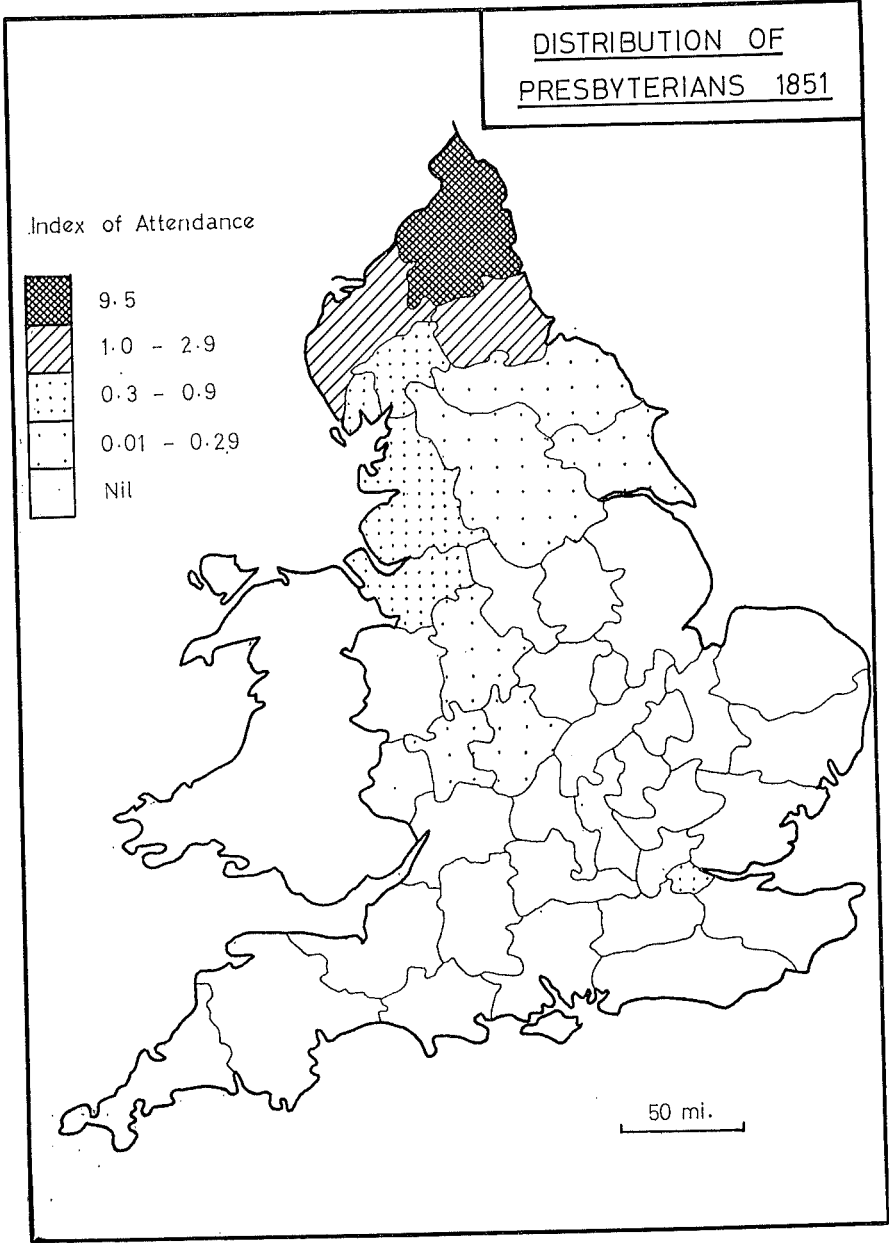 DISTRIBUTION OF
PRESBYTERIANS 1851
Index of Attendance
9·5
1·0 - 2·9
0·3 - 0·9
0·01 - 0·29
Nil
50 mi.